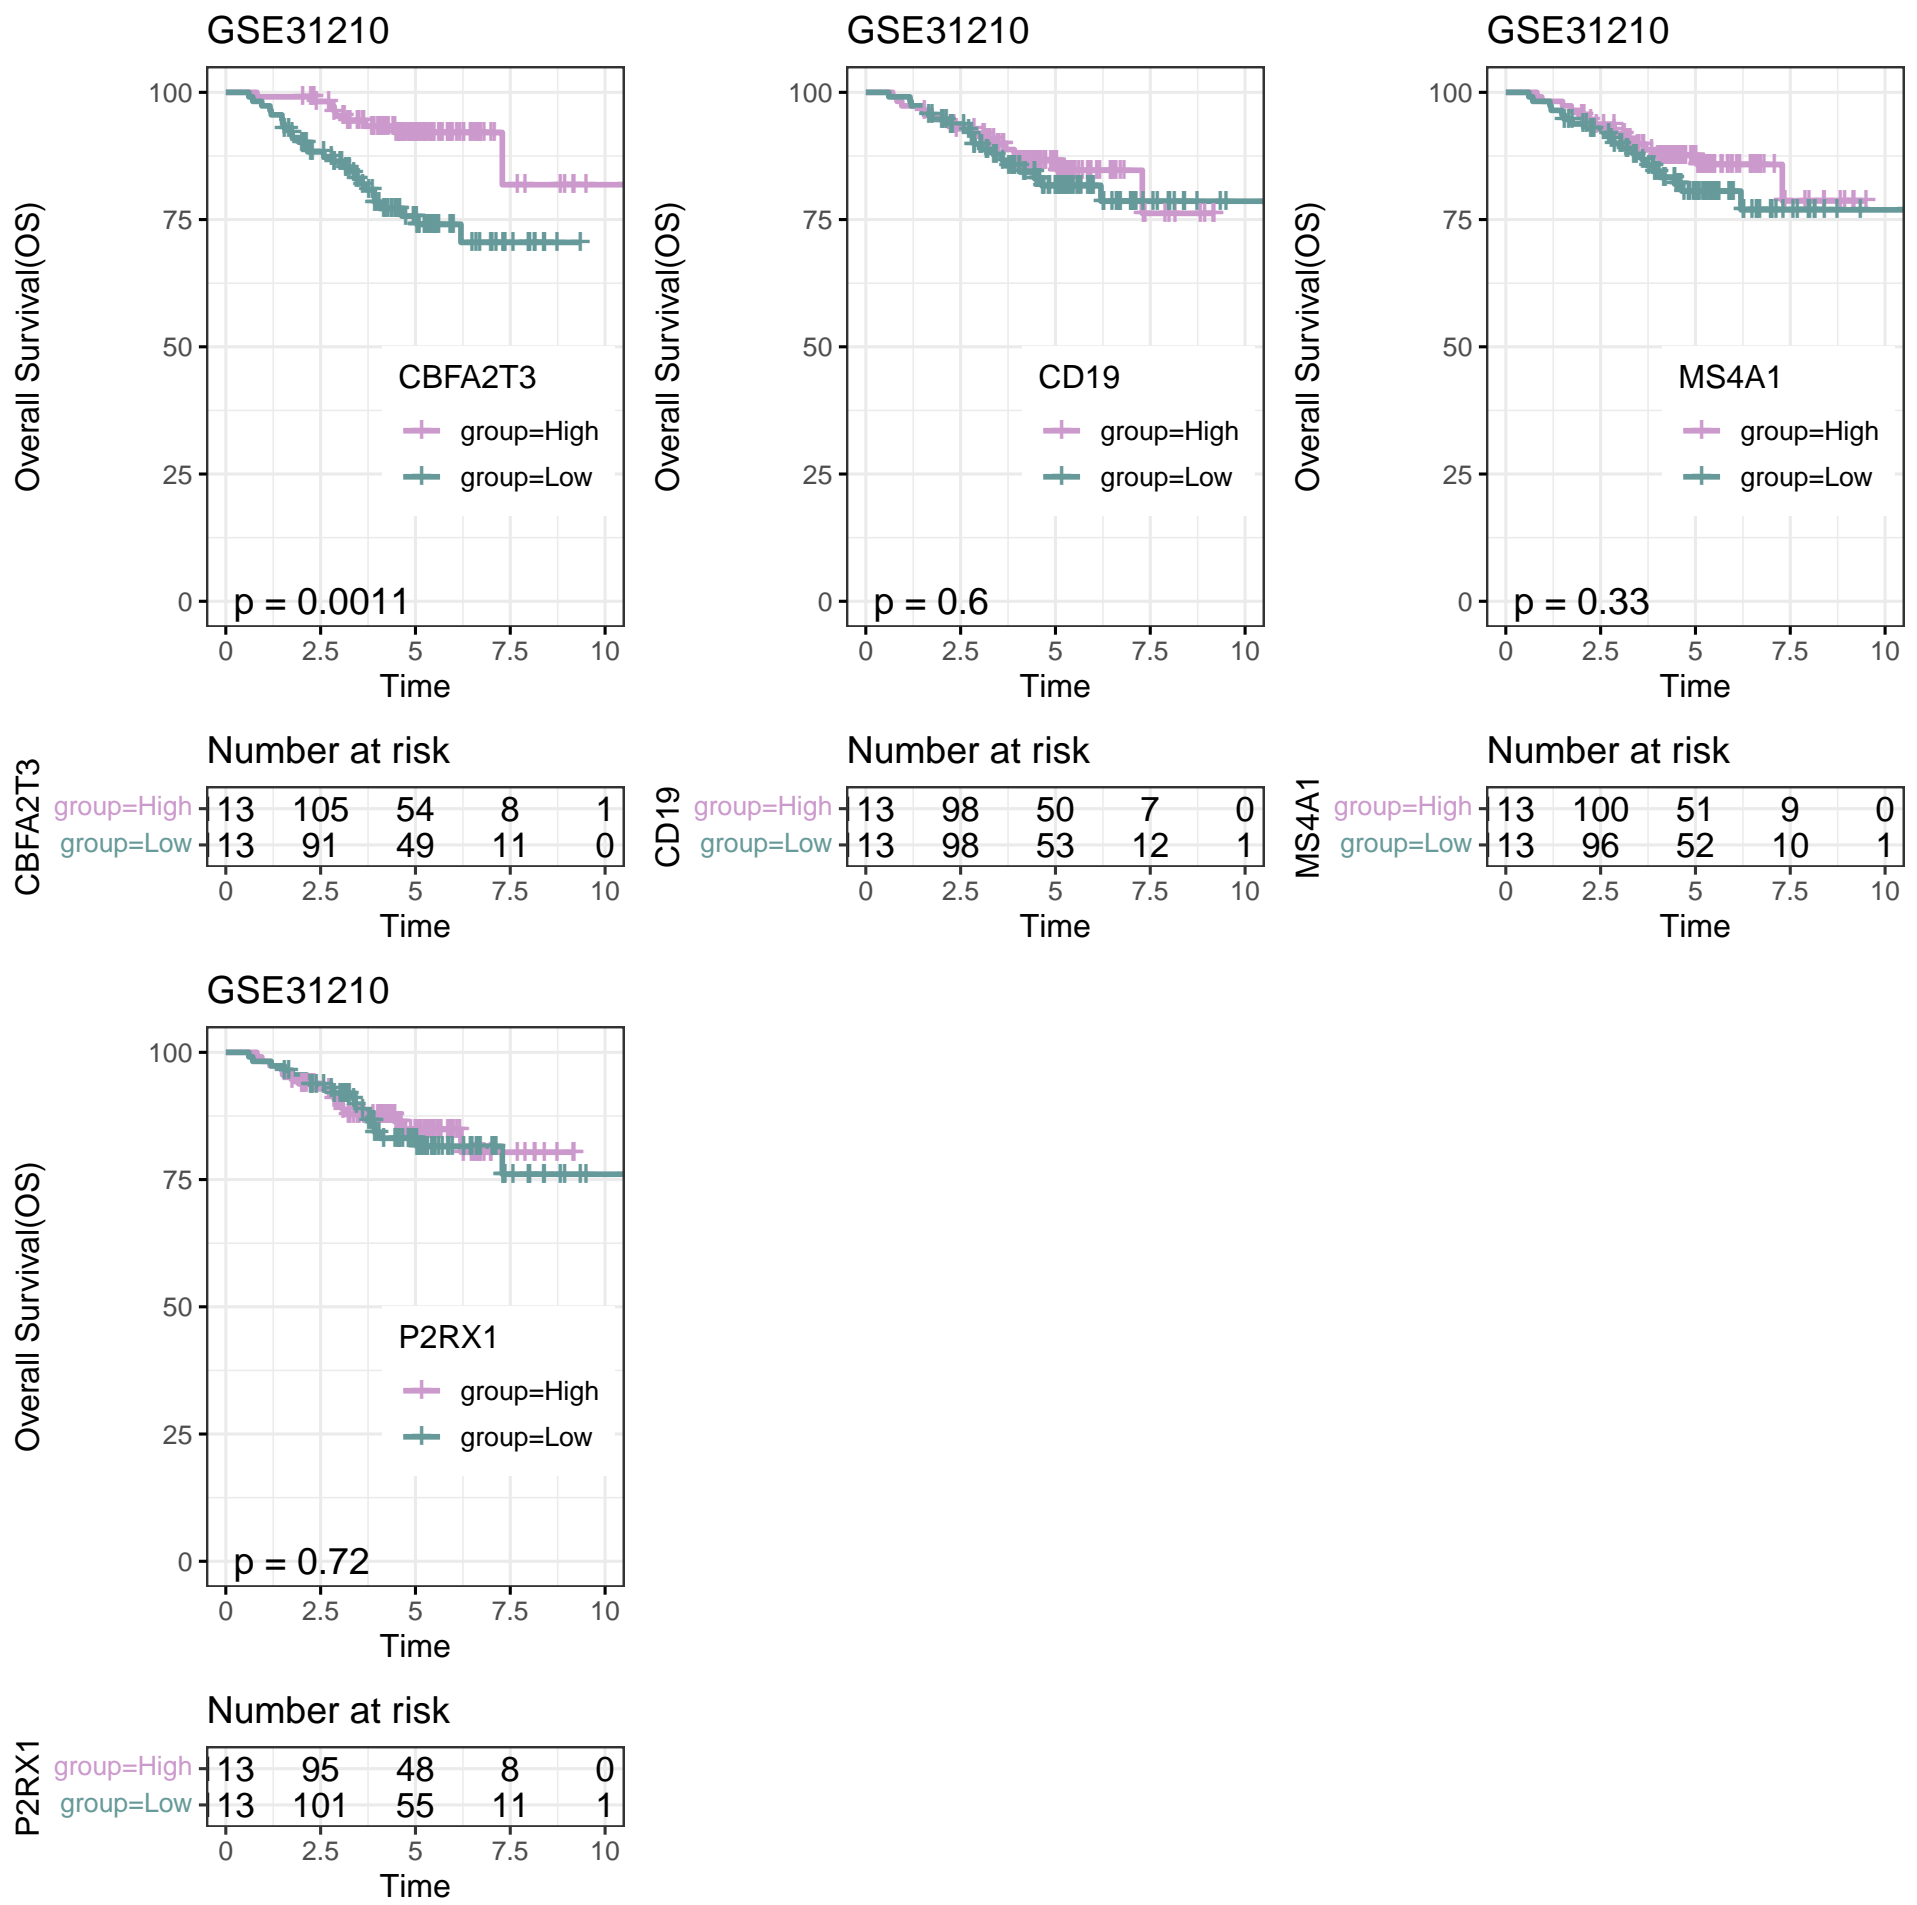 GSE31210
Overall Survival(OS)
100
75
50
25
0
CBFA2T3
group=High
group=Low
p = 0.0011
0 2.5 5 7.5 10
Time
Number at risk
CBFA2T3
group=High 13 105 54 8 1
group=Low 13 91 49 11 0
0 2.5 5 7.5 10
Time
GSE31210
Overall Survival(OS)
100
75
50
25
0
CD19
group=High
group=Low
p = 0.6
0 2.5 5 7.5 10
Time
Number at risk
CD19
group=High 13 98 50 7 0
group=Low 13 98 53 12 1
0 2.5 5 7.5 10
Time
GSE31210
Overall Survival(OS)
100
75
50
25
0
MS4A1
group=High
group=Low
p = 0.33
0 2.5 5 7.5 10
Time
Number at risk
MS4A1
group=High 13 100 51 9 0
group=Low 13 96 52 10 1
0 2.5 5 7.5 10
Time
GSE31210
Overall Survival(OS)
100
75
50
25
0
P2RX1
group=High
group=Low
p = 0.72
0 2.5 5 7.5 10
Time
Number at risk
P2RX1
group=High 13 95 48 8 0
group=Low 13 101 55 11 1
0 2.5 5 7.5 10
Time